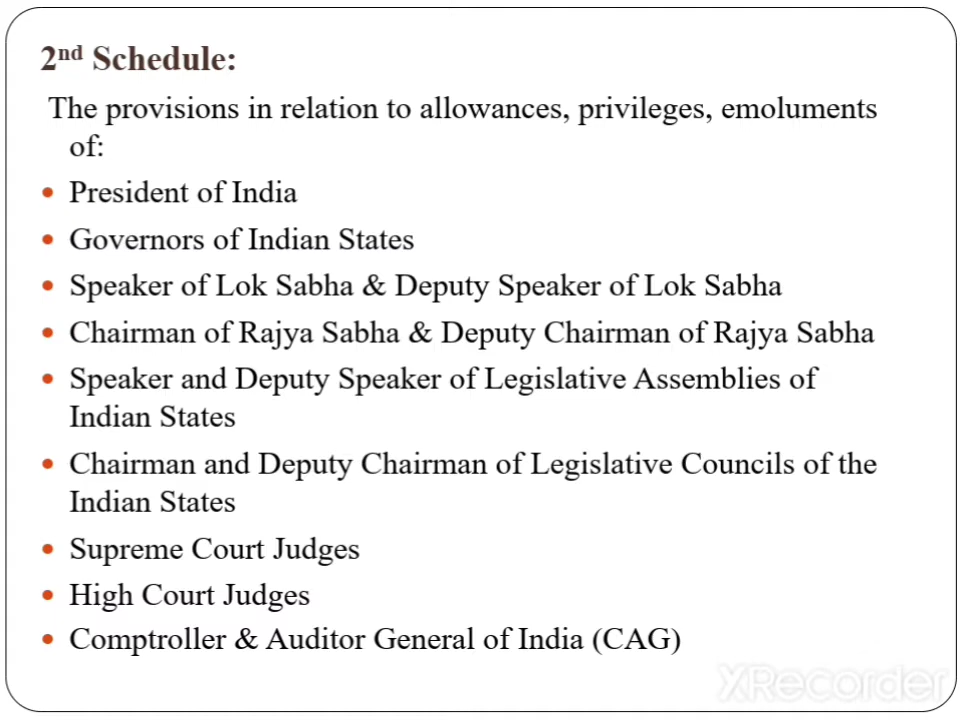 2nd Schedule:
The provisions in relation to allowances, privileges, emoluments
of:
• President of India
• Governors of Indian States
• Speaker of Lok Sabha & Deputy Speaker of Lok Sabha
• Chairman of Rajya Sabha & Deputy Chairman of Rajya Sabha
• Speaker and Deputy Speaker of Legislative Assemblies of
Indian States
• Chairman and Deputy Chairman of Legislative Councils of the
Indian States
• Supreme Court Judges
• High Court Judges
• Comptroller & Auditor General of India (CAG)
XRecorder